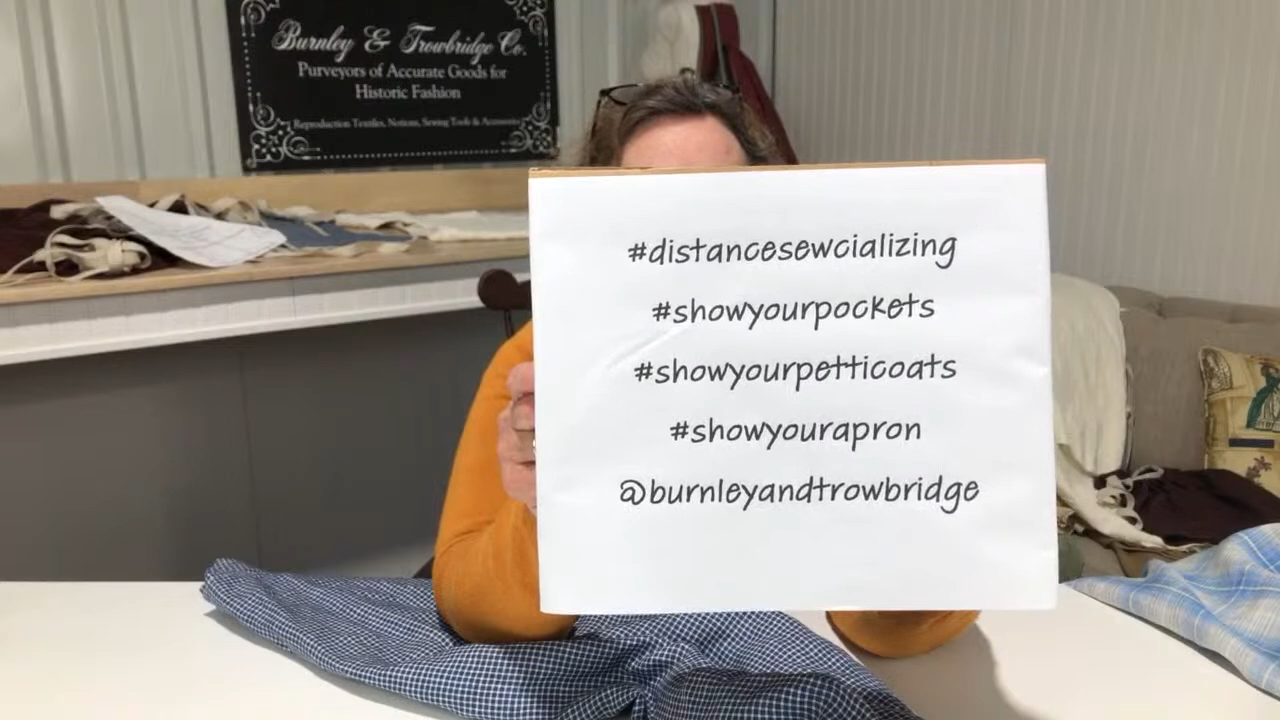 Burnley & Trowbridge Co.
Purveyors of Accurate Goods for
Historic Fashion
Reproduction Textiles, Notions, Sewing Tools & Accessories
#distancesewcializing
#showyourpockets
#showyourpetticoats
#showyourapron
@burnleyandtrowbridge